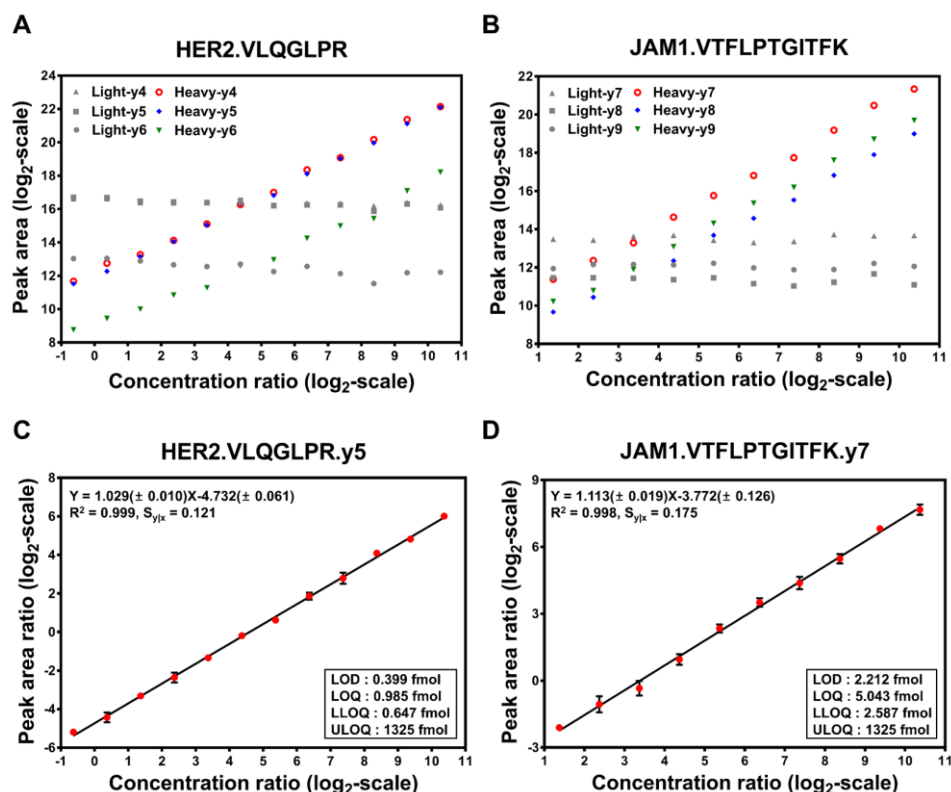 A
HER2.VLQGLPR
Peak area (log₂-scale)
24
22
20
18
16
14
12
10
8
Light-y4
Heavy-y4
Light-y5
Heavy-y5
Light-y6
Heavy-y6
-1 0 1 2 3 4 5 6 7 8 9 10 11
Concentration ratio (log₂-scale)
B
JAM1.VTFLPTGITFK
Peak area (log₂-scale)
22
20
18
16
14
12
10
8
Light-y7
Heavy-y7
Light-y8
Heavy-y8
Light-y9
Heavy-y9
1 2 3 4 5 6 7 8 9 10 11
Concentration ratio (log₂-scale)
C
HER2.VLQGLPR.y5
Peak area ratio (log₂-scale)
8
6
4
2
0
-2
-4
-6
Y = 1.029(± 0.010)X-4.732(± 0.061)
R² = 0.999, Sy|x = 0.121
LOD : 0.399 fmol
LOQ : 0.985 fmol
LLOQ : 0.647 fmol
ULOQ : 1325 fmol
-1 0 1 2 3 4 5 6 7 8 9 10 11
Concentration ratio (log₂-scale)
D
JAM1.VTFLPTGITFK.y7
Peak area ratio (log₂-scale)
9
6
3
0
-3
Y = 1.113(± 0.019)X-3.772(± 0.126)
R² = 0.998, Sy|x = 0.175
LOD : 2.212 fmol
LOQ : 5.043 fmol
LLOQ : 2.587 fmol
ULOQ : 1325 fmol
1 2 3 4 5 6 7 8 9 10 11
Concentration ratio (log₂-scale)